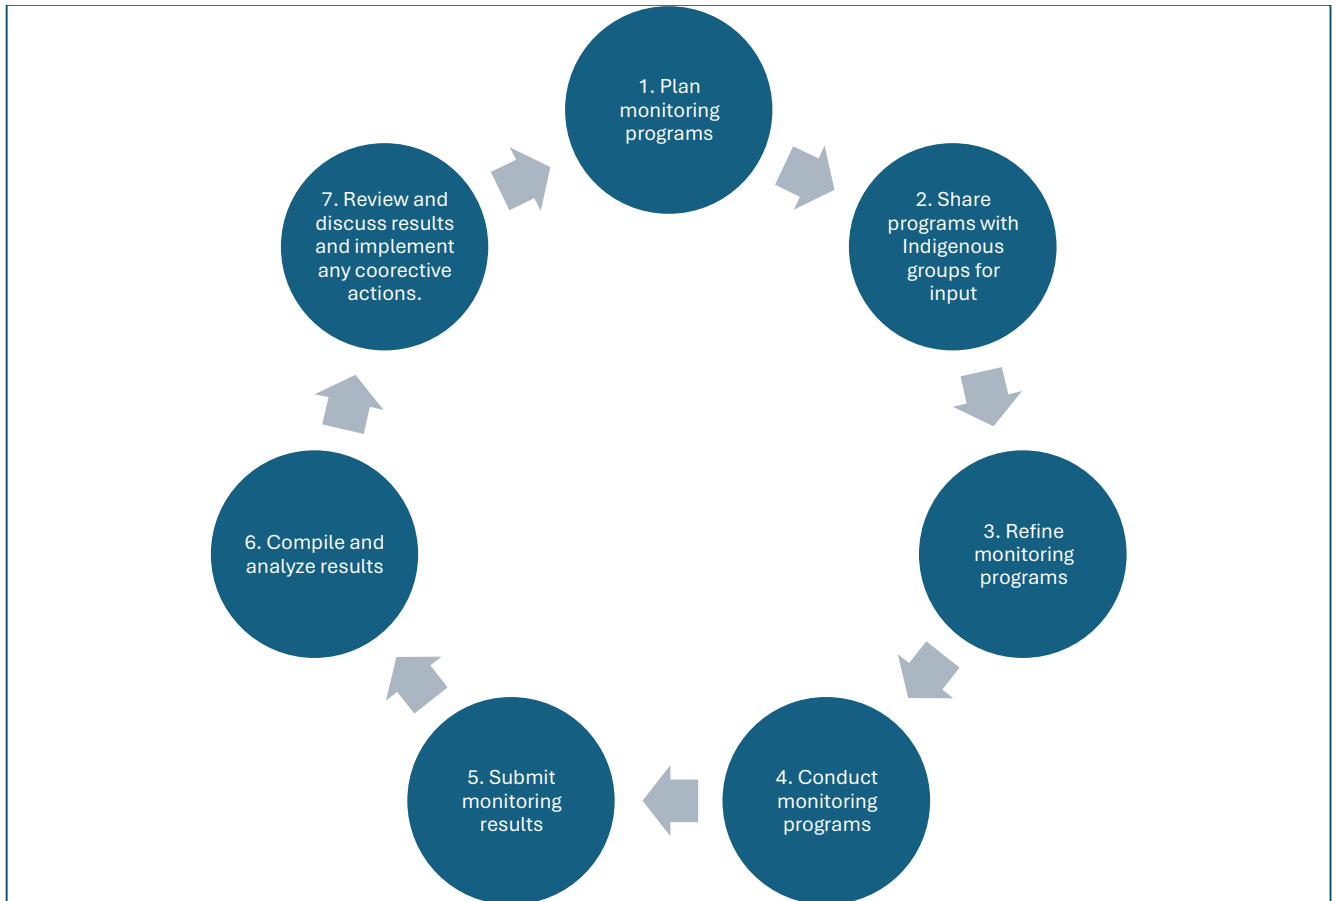 1. Plan
monitoring
programs
2. Share
programs with
Indigenous
groups for
input
3. Refine
monitoring
programs
4. Conduct
monitoring
programs
5. Submit
monitoring
results
6. Compile and
analyze results
7. Review and
discuss results
and implement
any coorective
actions.